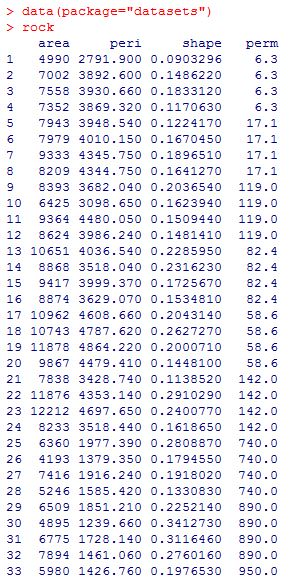 > data(package="datasets")
> rock
area peri shape perm
1 4990 2791.900 0.0903296 6.3
2 7002 3892.600 0.1486220 6.3
3 7558 3930.660 0.1833120 6.3
4 7352 3869.320 0.1170630 6.3
5 7943 3948.540 0.1224170 17.1
6 7979 4010.150 0.1670450 17.1
7 9333 4345.750 0.1896510 17.1
8 8209 4344.750 0.1641270 17.1
9 8393 3682.040 0.2036540 119.0
10 6425 3098.650 0.1623940 119.0
11 9364 4480.050 0.1509440 119.0
12 8624 3986.240 0.1481410 119.0
13 10651 4036.540 0.2285950 82.4
14 8868 3518.040 0.2316230 82.4
15 9417 3999.370 0.1725670 82.4
16 8874 3629.070 0.1534810 82.4
17 10962 4608.660 0.2043140 58.6
18 10743 4787.620 0.2627270 58.6
19 11878 4864.220 0.2000710 58.6
20 9867 4479.410 0.1448100 58.6
21 7838 3428.740 0.1138520 142.0
22 11876 4353.140 0.2910290 142.0
23 12212 4697.650 0.2400770 142.0
24 8233 3518.440 0.1618650 142.0
25 6360 1977.390 0.2808870 740.0
26 4193 1379.350 0.1794550 740.0
27 7416 1916.240 0.1918020 740.0
28 5246 1585.420 0.1330830 740.0
29 6509 1851.210 0.2252140 890.0
30 4895 1239.660 0.3412730 890.0
31 6775 1728.140 0.3116460 890.0
32 7894 1461.060 0.2760160 890.0
33 5980 1426.760 0.1976530 950.0